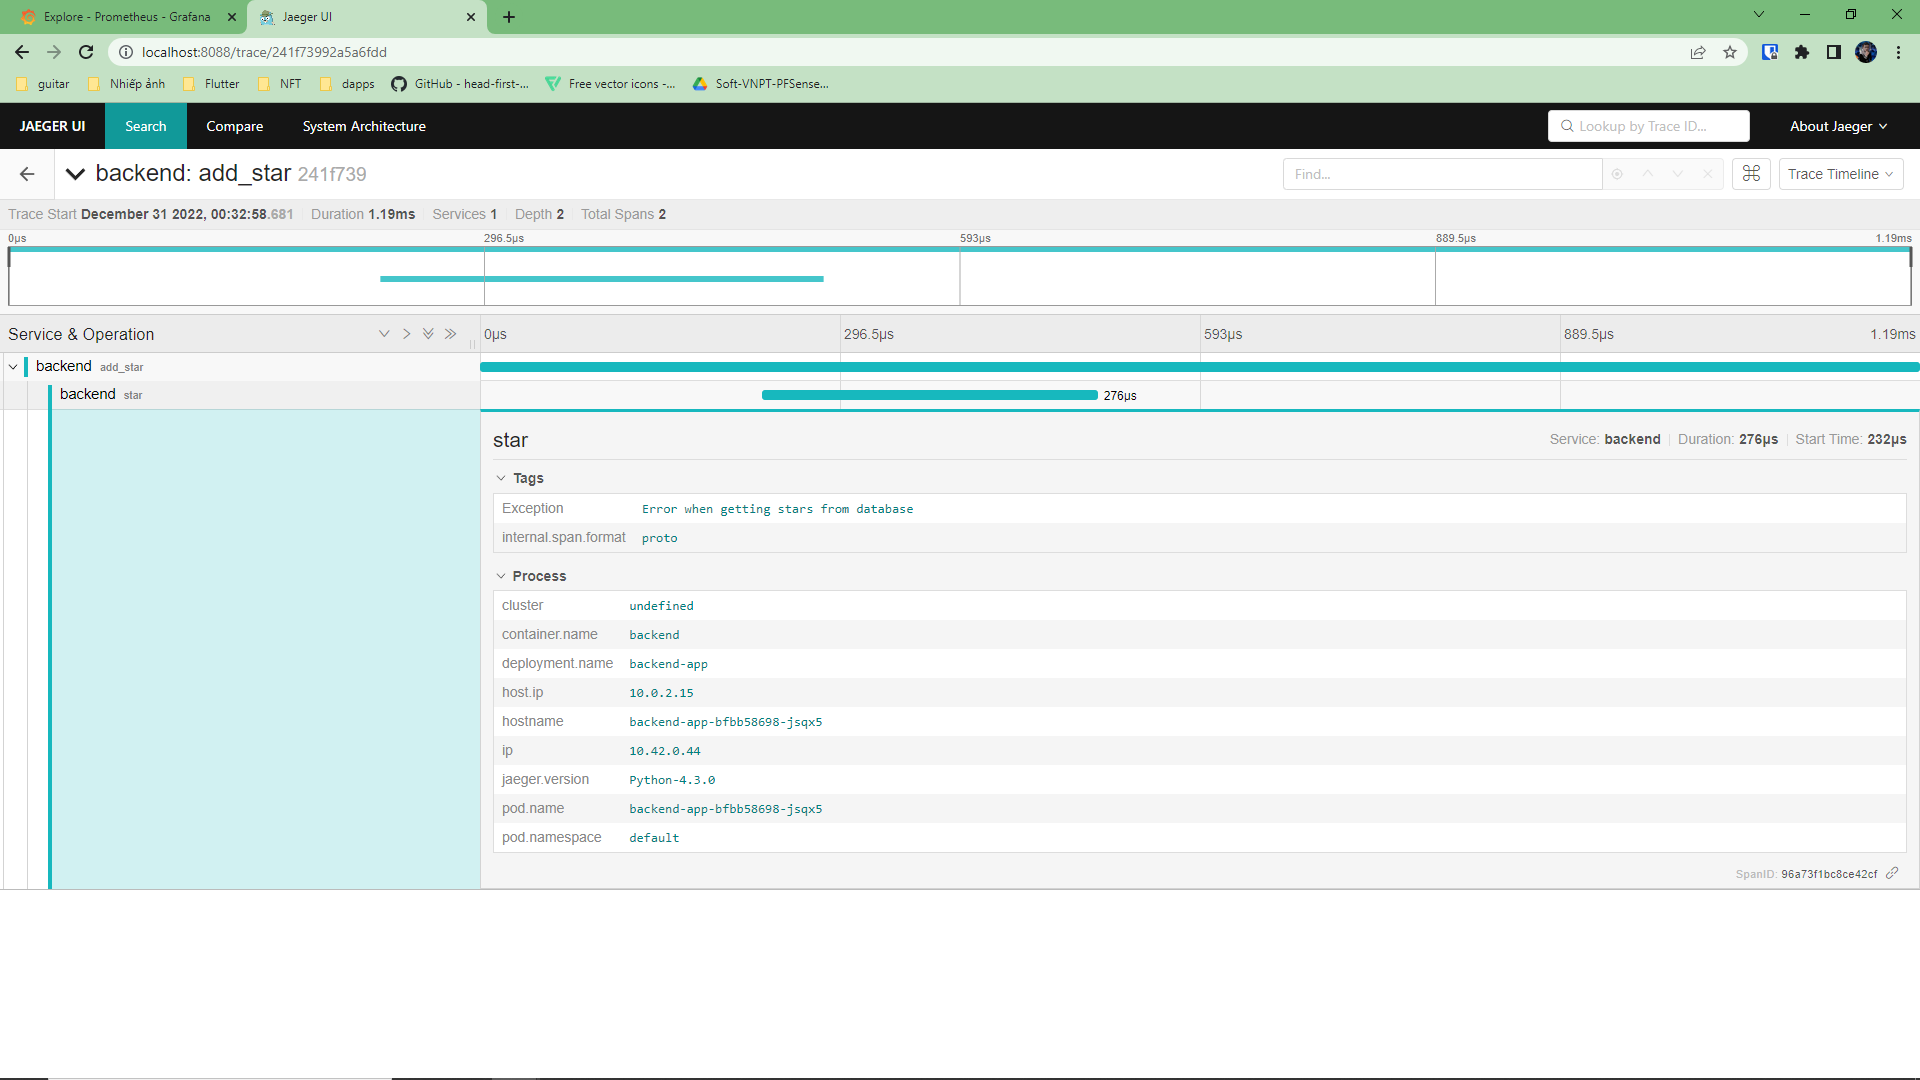 Explore - Prometheus - Grafana
Jaeger UI
localhost:8088/trace/241f73992a5a6fdd
guitar
Nhiếp ảnh
Flutter
NFT
dapps
GitHub - head-first-...
Free vector icons -...
Soft-VNPT-PFSense...
JAEGER UI
Search
Compare
System Architecture
Lookup by Trace ID...
About Jaeger
backend: add_star 241f739
Find...
Trace Timeline
Trace Start December 31 2022, 00:32:58.681
Duration 1.19ms
Services 1
Depth 2
Total Spans 2
0μs
296.5μs
593μs
889.5μs
1.19ms
Service & Operation
0μs
296.5μs
593μs
889.5μs
1.19ms
backend add_star
backend star
276μs
star
Service: backend
Duration: 276μs
Start Time: 232μs
Tags
Exception Error when getting stars from database
internal.span.format proto
Process
cluster undefined
container.name backend
deployment.name backend-app
host.ip 10.0.2.15
hostname backend-app-bfbb58698-jsqx5
ip 10.42.0.44
jaeger.version Python-4.3.0
pod.name backend-app-bfbb58698-jsqx5
pod.namespace default
SpanID: 96a73f1bc8ce42cf